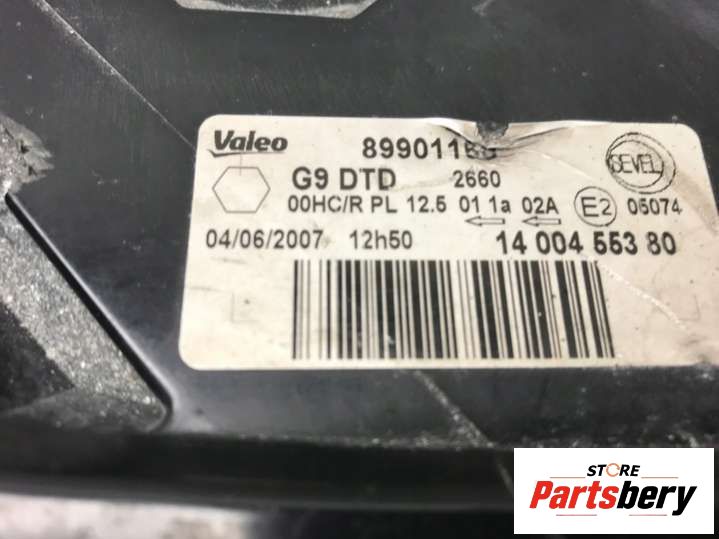 Valeo
SEVEL
G9 DTD 2660
00HC/R PL 12.5 01 1a 02A E2 05074
04/06/2007 12h50 14 004 553 80
STORE
Partsbery